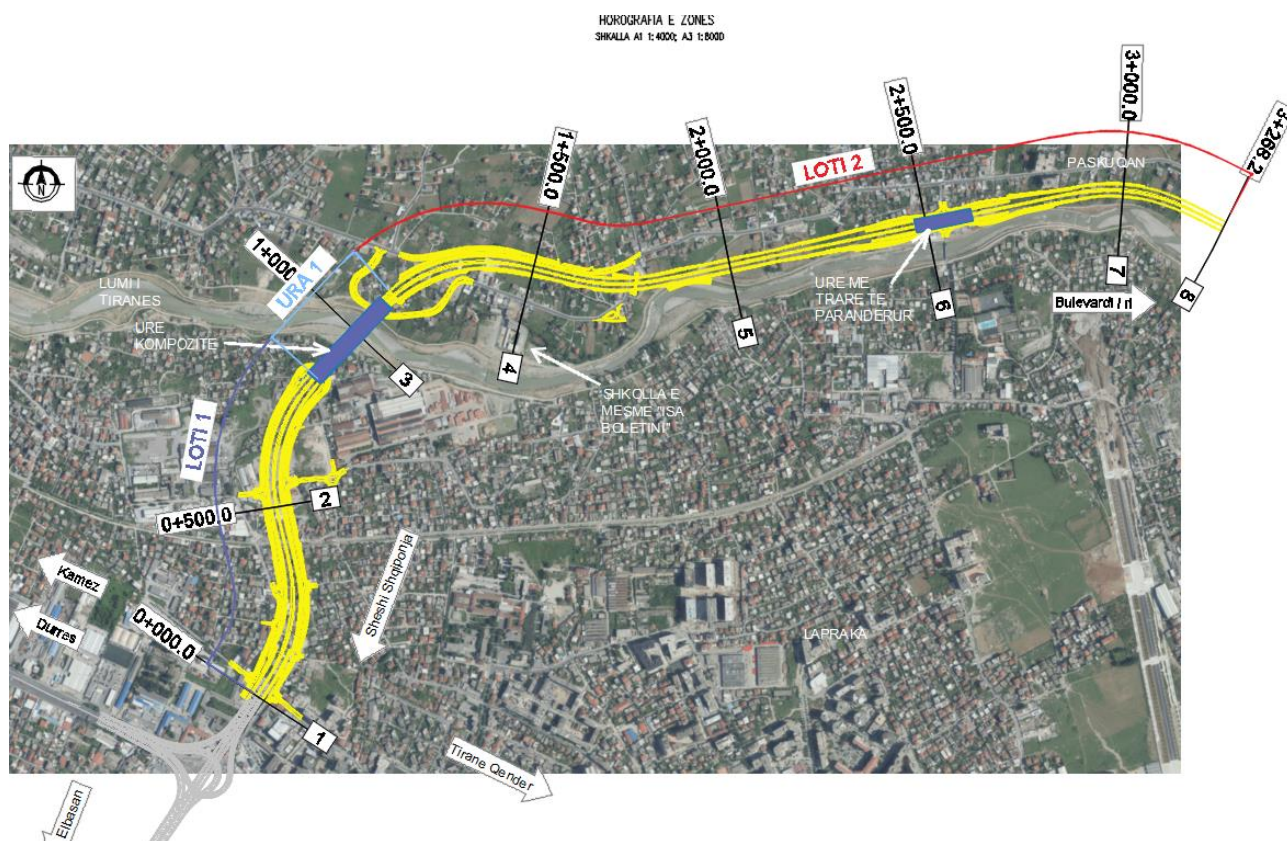 HOROGRAFIA E ZONES
SHKALLA A1 1:4000; A3 1:8000
N
3+000.0
3+268.2
2+500.0
2+000.0
1+500.0
LOTI 2
PASKUQAN
1+000
URA 1
LUMI I
TIRANES
URE
KOMPOZITE
URE ME
TRARE TE
PARANDERUR
7
8
6
5
4
3
Bulevardi i ri
SHKOLLA E
MESME "ISA
BOLETINI"
LOTI 1
2
0+500.0
Kamez
Durres
Sheshi Shqiponja
0+000.0
LAPRAKA
1
Tirane Qender
Elbasan